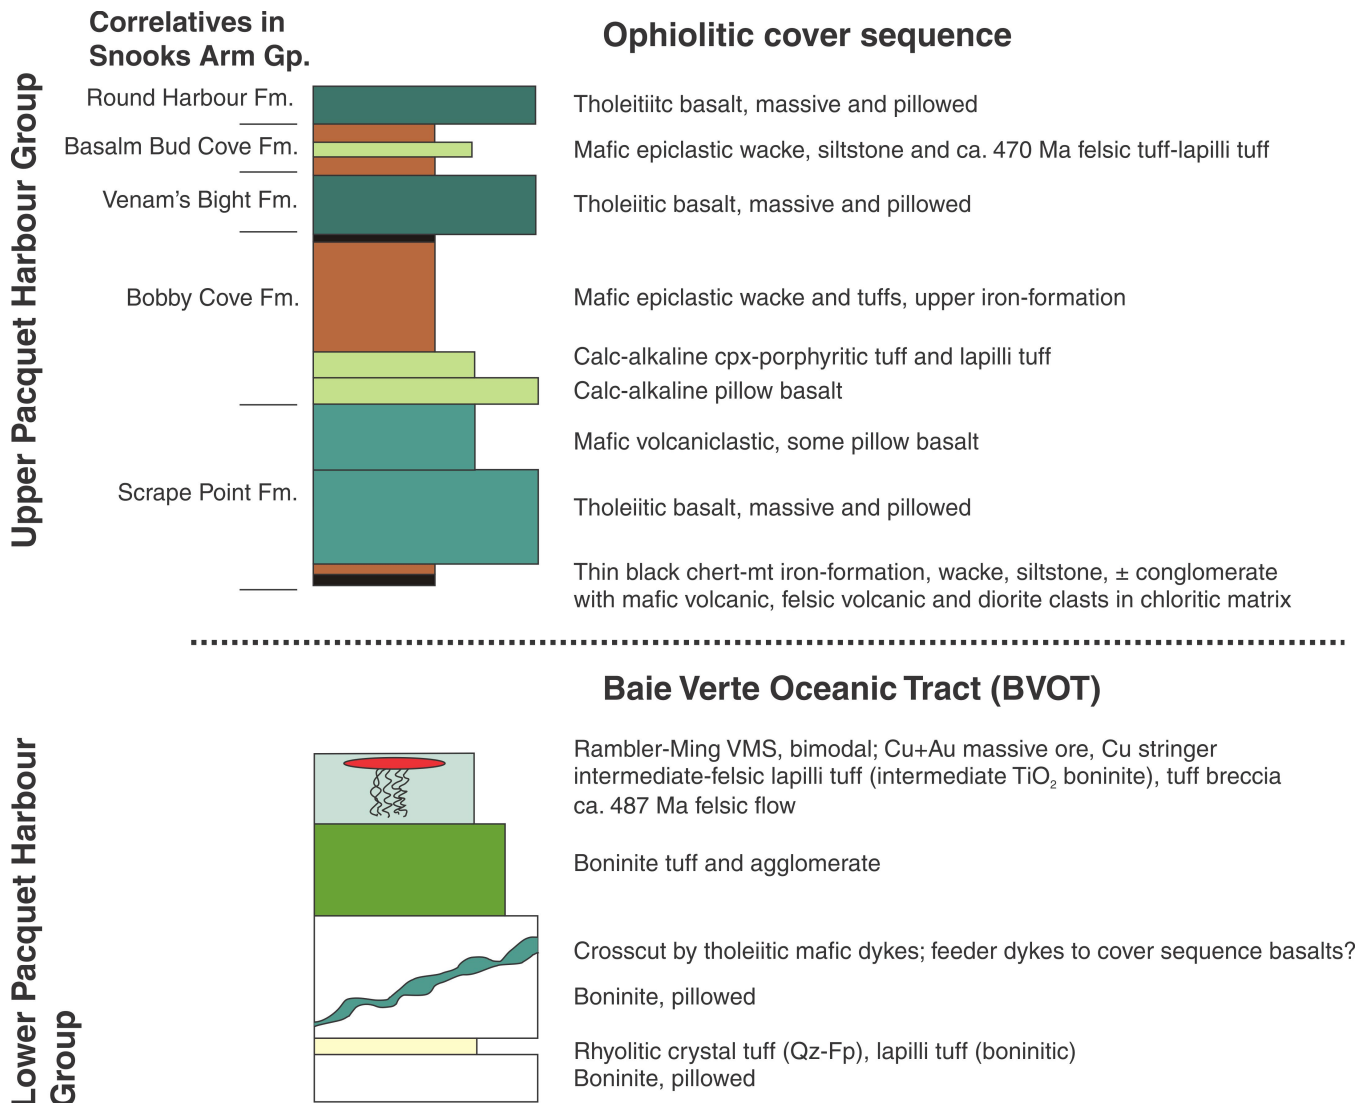 Correlatives in
Snooks Arm Gp.
Ophiolitic cover sequence
Upper Pacquet Harbour Group
Round Harbour Fm.
Tholeitiitc basalt, massive and pillowed
Basalm Bud Cove Fm.
Mafic epiclastic wacke, siltstone and ca. 470 Ma felsic tuff-lapilli tuff
Venam's Bight Fm.
Tholeiitic basalt, massive and pillowed
Bobby Cove Fm.
Mafic epiclastic wacke and tuffs, upper iron-formation
Calc-alkaline cpx-porphyritic tuff and lapilli tuff
Calc-alkaline pillow basalt
Mafic volcaniclastic, some pillow basalt
Scrape Point Fm.
Tholeiitic basalt, massive and pillowed
Thin black chert-mt iron-formation, wacke, siltstone, ± conglomerate
with mafic volcanic, felsic volcanic and diorite clasts in chloritic matrix
Baie Verte Oceanic Tract (BVOT)
Lower Pacquet Harbour
Group
Rambler-Ming VMS, bimodal; Cu+Au massive ore, Cu stringer
intermediate-felsic lapilli tuff (intermediate TiO₂ boninite), tuff breccia
ca. 487 Ma felsic flow
Boninite tuff and agglomerate
Crosscut by tholeiitic mafic dykes; feeder dykes to cover sequence basalts?
Boninite, pillowed
Rhyolitic crystal tuff (Qz-Fp), lapilli tuff (boninitic)
Boninite, pillowed